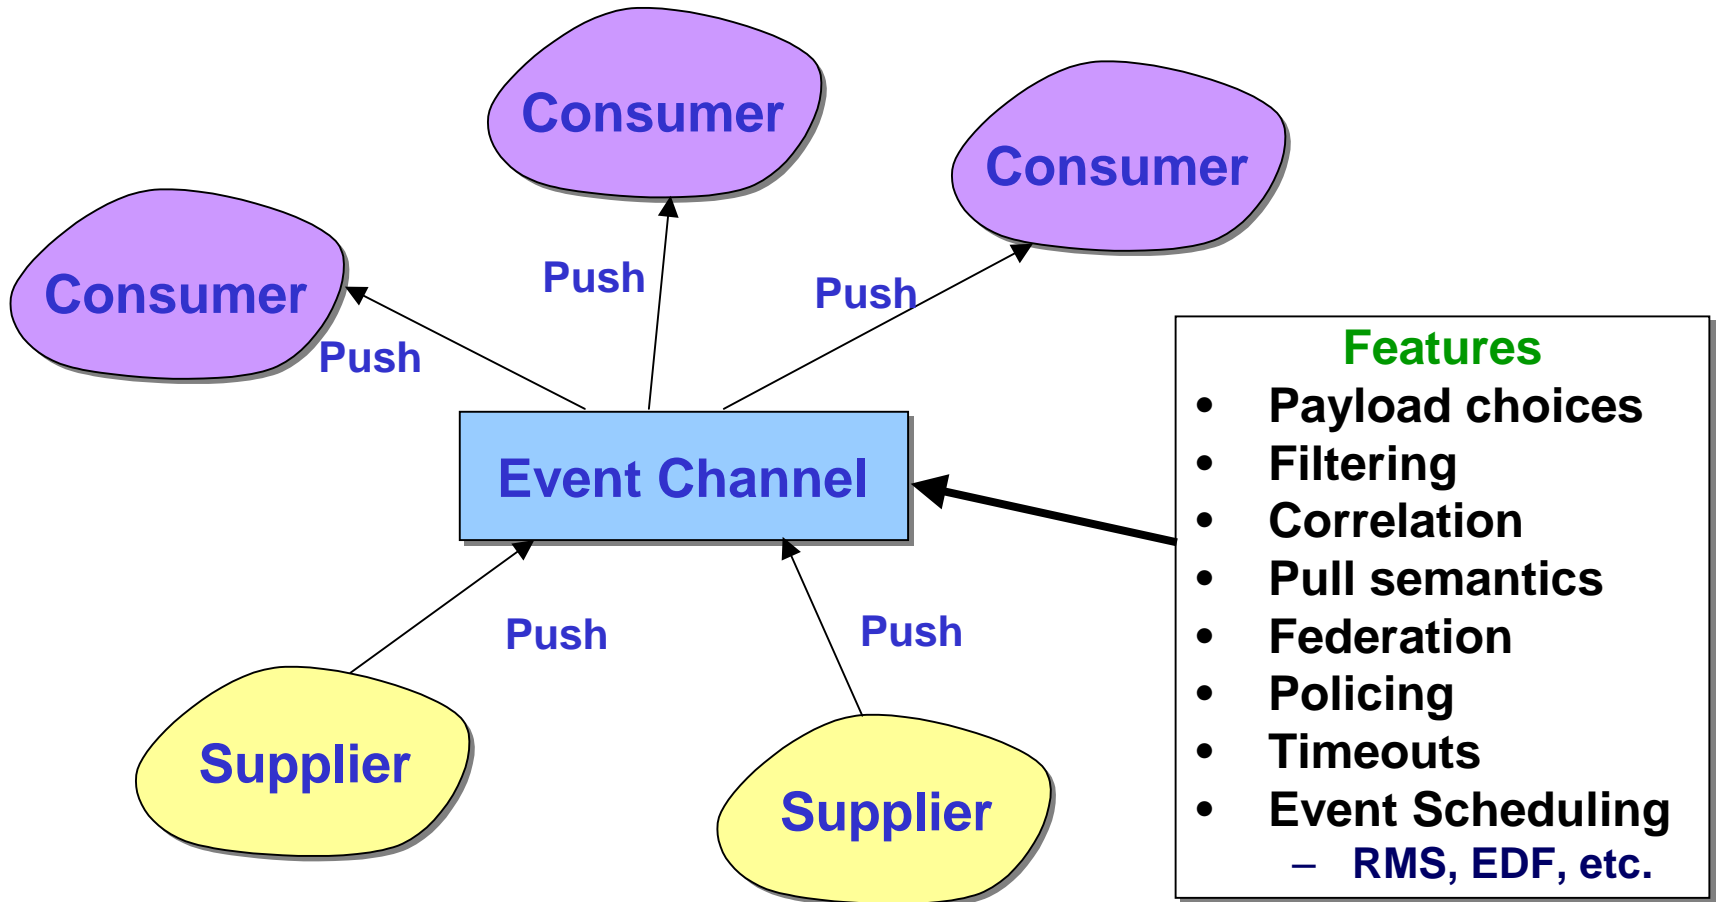 Consumer
Consumer
Consumer
Push
Push
Push
Event Channel
Push
Push
Supplier
Supplier
Features
• Payload choices
• Filtering
• Correlation
• Pull semantics
• Federation
• Policing
• Timeouts
• Event Scheduling
– RMS, EDF, etc.